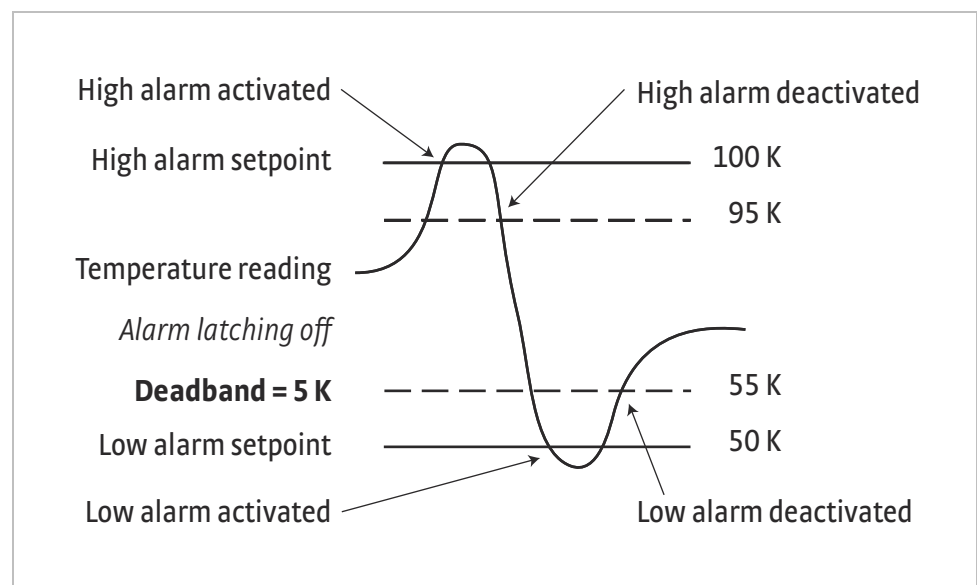 High alarm activated
High alarm deactivated
High alarm setpoint
100 K
95 K
Temperature reading
Alarm latching off
Deadband = 5 K
55 K
Low alarm setpoint
50 K
Low alarm activated
Low alarm deactivated